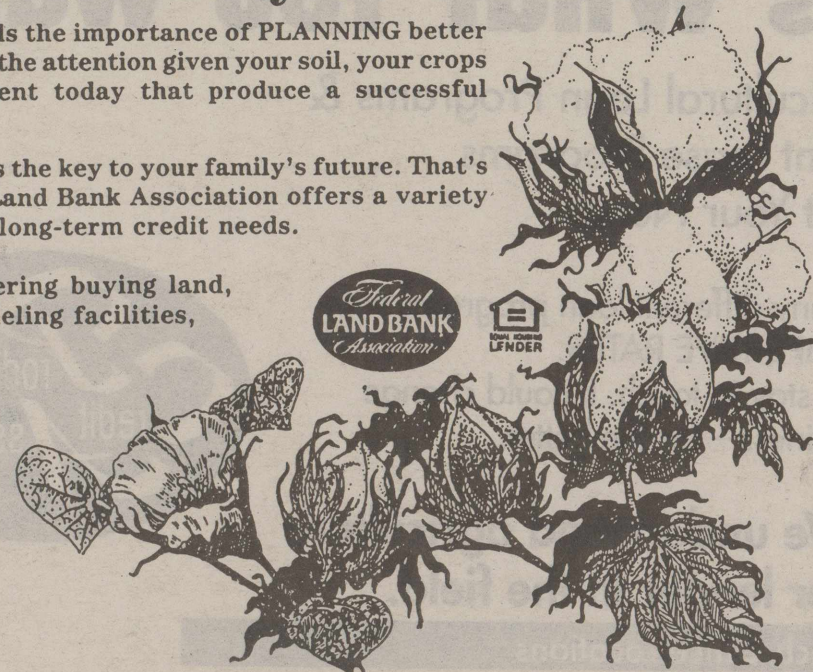 ds the importance of PLANNING better
the attention given your soil, your crops
ent today that produce a successful
s the key to your family's future. That's
Land Bank Association offers a variety
long-term credit needs.
ering buying land,
eling facilities,
Federal
LAND BANK
Association
EQUAL HOUSING
LENDER